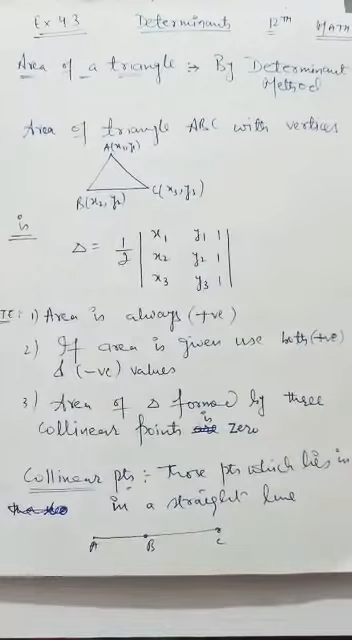 Ex 4.3 Determinants 12TH MATH
Area of a triangle :→ By Determinant
Method
Area of triangle ABC with vertices
A(x1,y1)
B(x2, y2) C(x3, y3)
is
Δ = 1/2 | x1 y1 1 |
| x2 y2 1 |
| x3 y3 1 |
TE: 1) Area is always (+ve)
2) If area is given use both (+ve)
& (-ve) values
3) Area of Δ formed by three
collinear points is zero
Collinear pts : Those pts which lies in
in a straight line
A B C